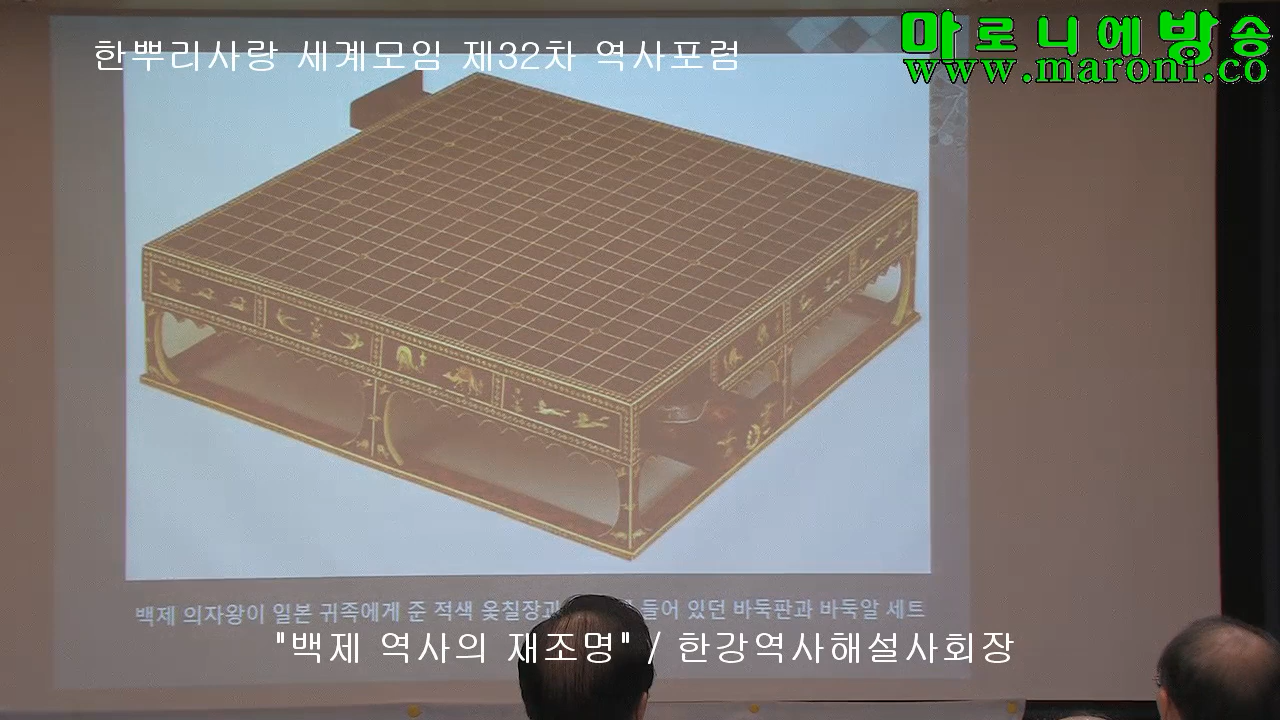 한뿌리사랑 세계모임 제32차 역사포럼
마로니에방송
www.maroni.co
백제 의자왕이 일본 귀족에게 준 적색 옻칠장과 들어 있던 바둑판과 바둑알 세트
"백제 역사의 재조명" / 한강역사해설사회장